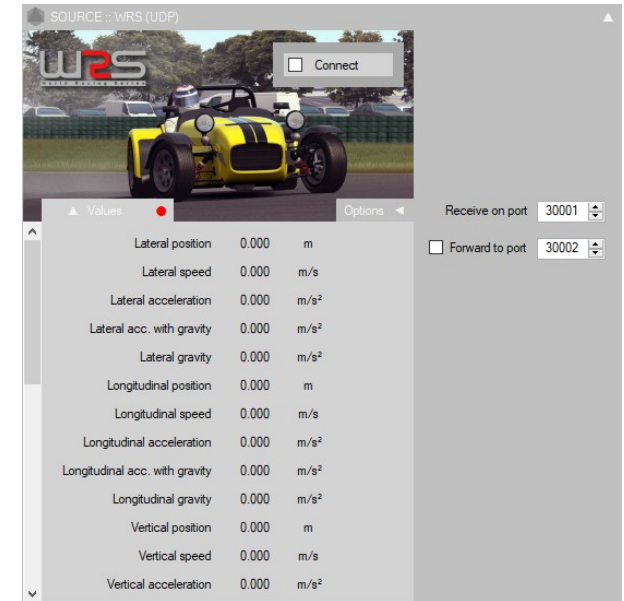 SOURCE :: WRS (UDP)
WRS
World Racing Series
Connect
Values
Options
Receive on port 30001
Forward to port 30002
Lateral position 0.000 m
Lateral speed 0.000 m/s
Lateral acceleration 0.000 m/s²
Lateral acc. with gravity 0.000 m/s²
Lateral gravity 0.000 m/s²
Longitudinal position 0.000 m
Longitudinal speed 0.000 m/s
Longitudinal acceleration 0.000 m/s²
Longitudinal acc. with gravity 0.000 m/s²
Longitudinal gravity 0.000 m/s²
Vertical position 0.000 m
Vertical speed 0.000 m/s
Vertical acceleration 0.000 m/s²